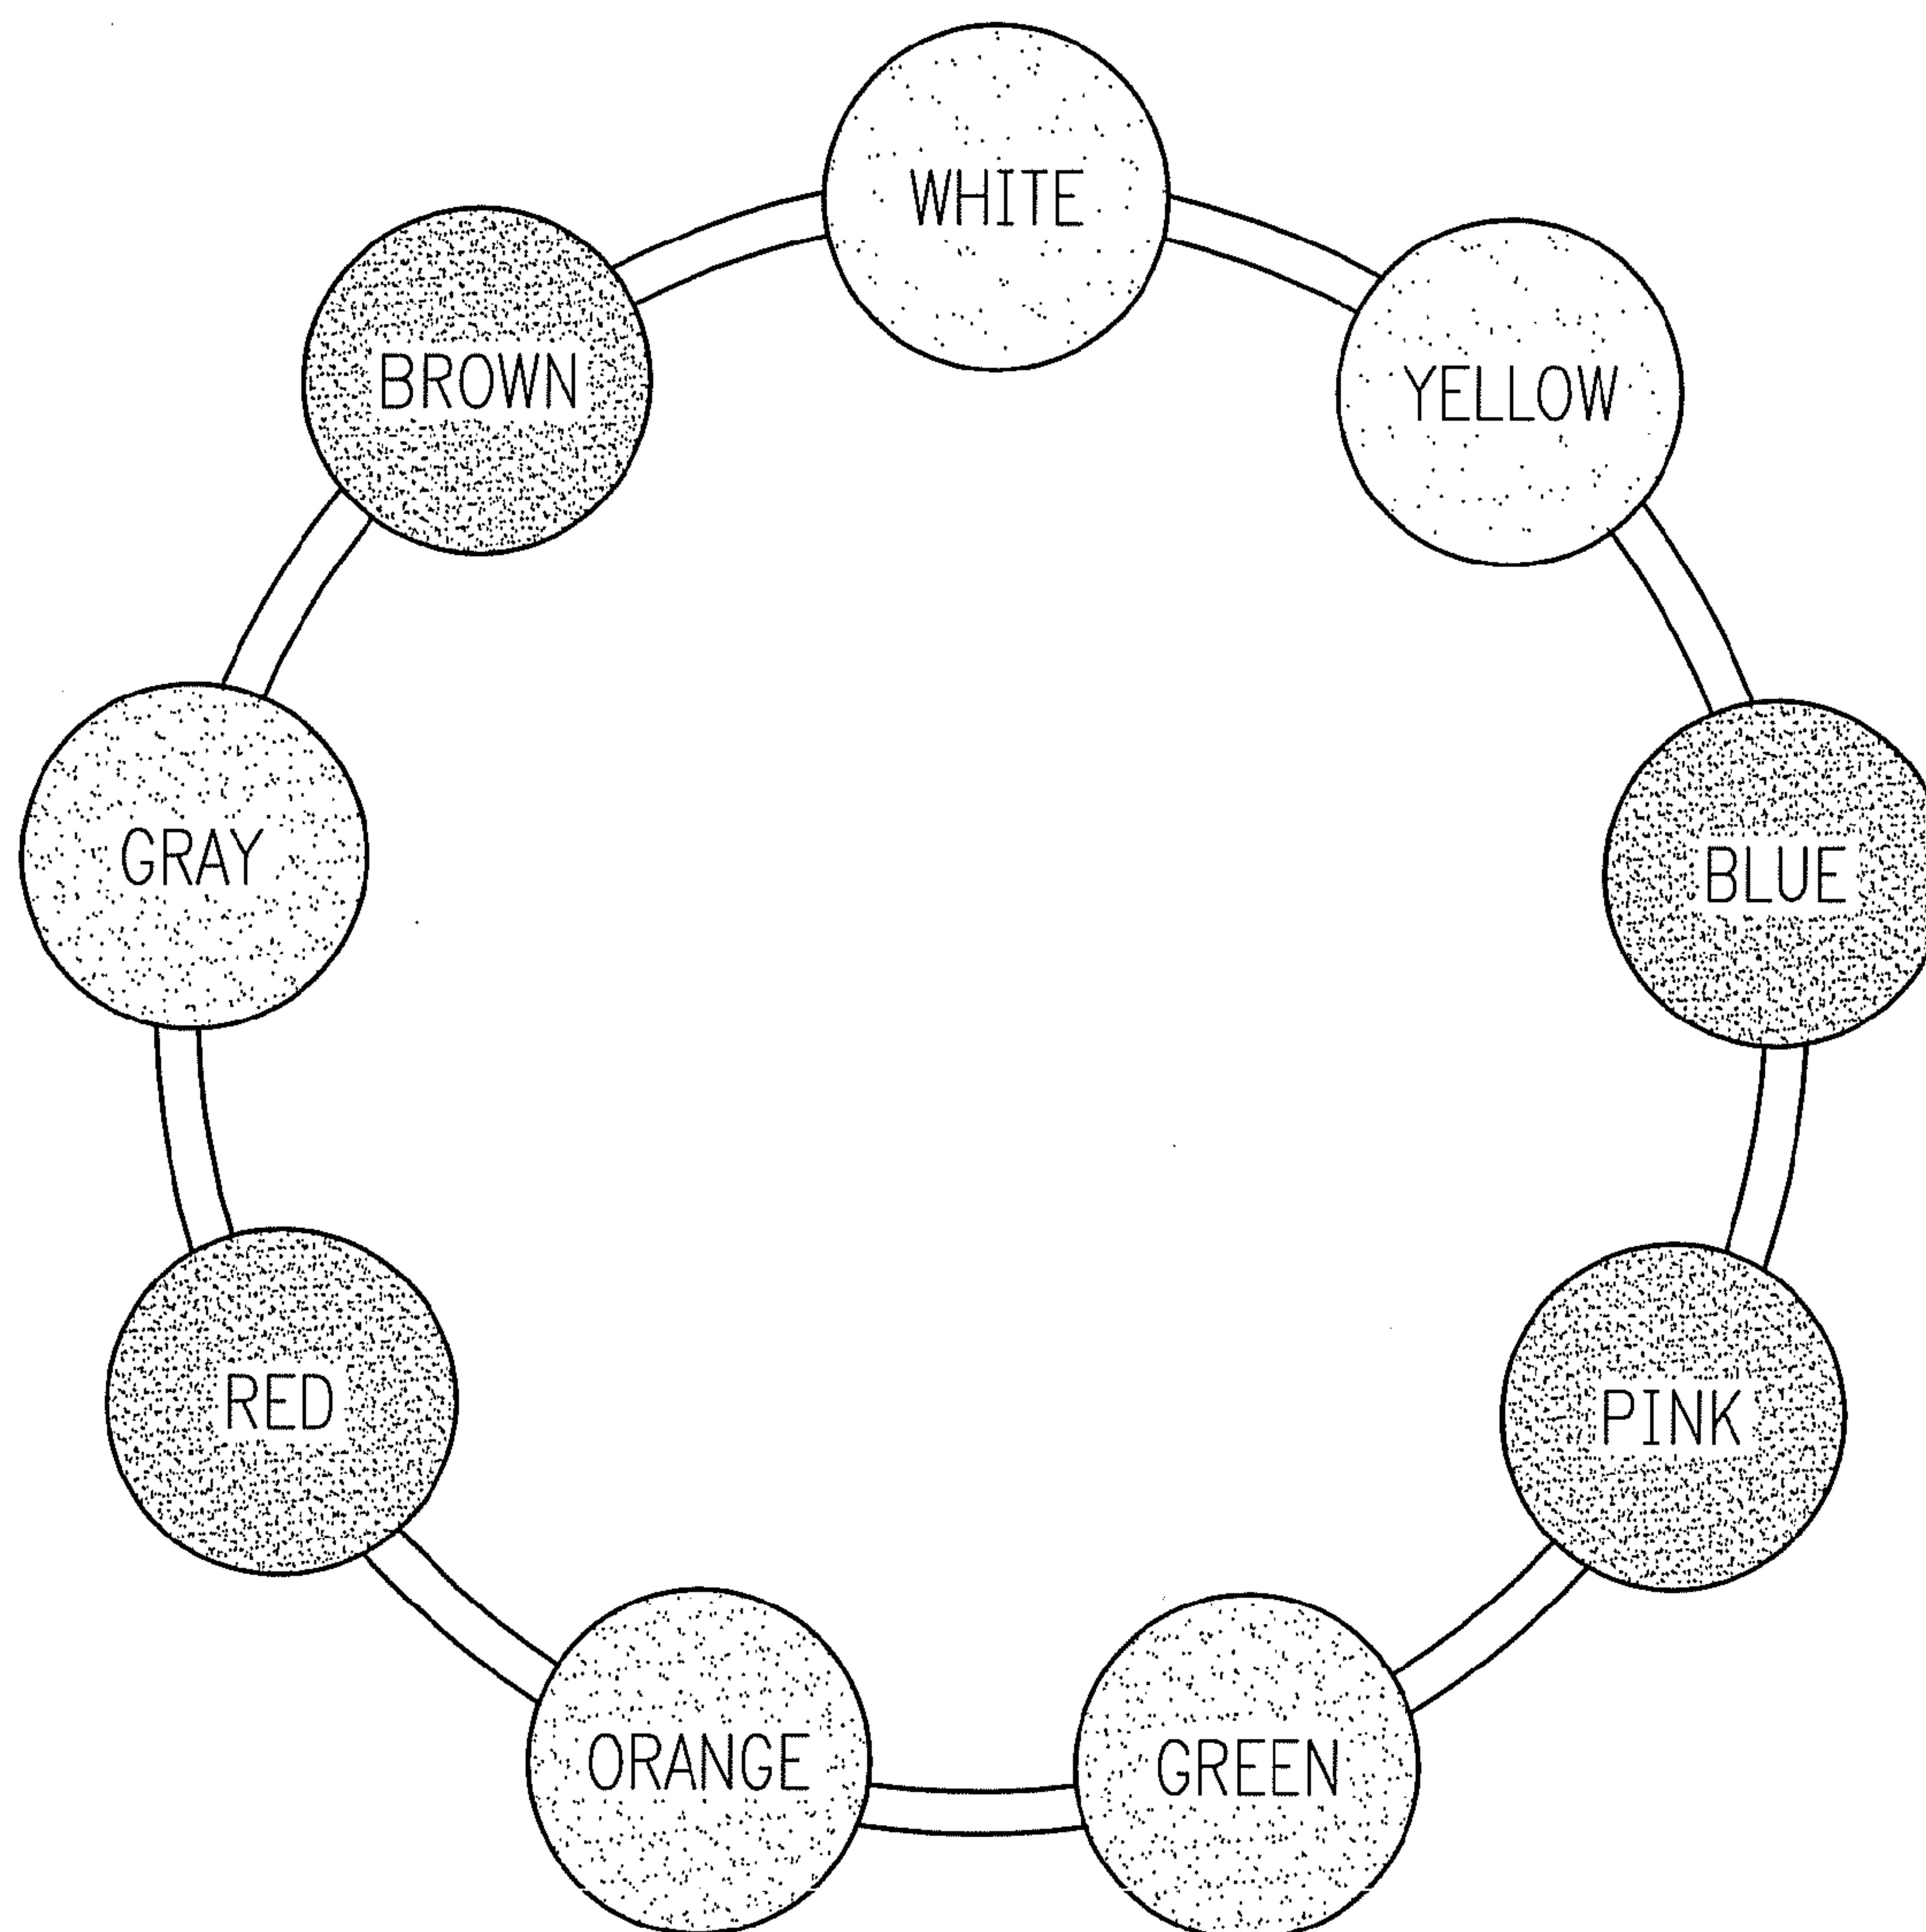 WHITE
YELLOW
BLUE
PINK
GREEN
ORANGE
RED
GRAY
BROWN